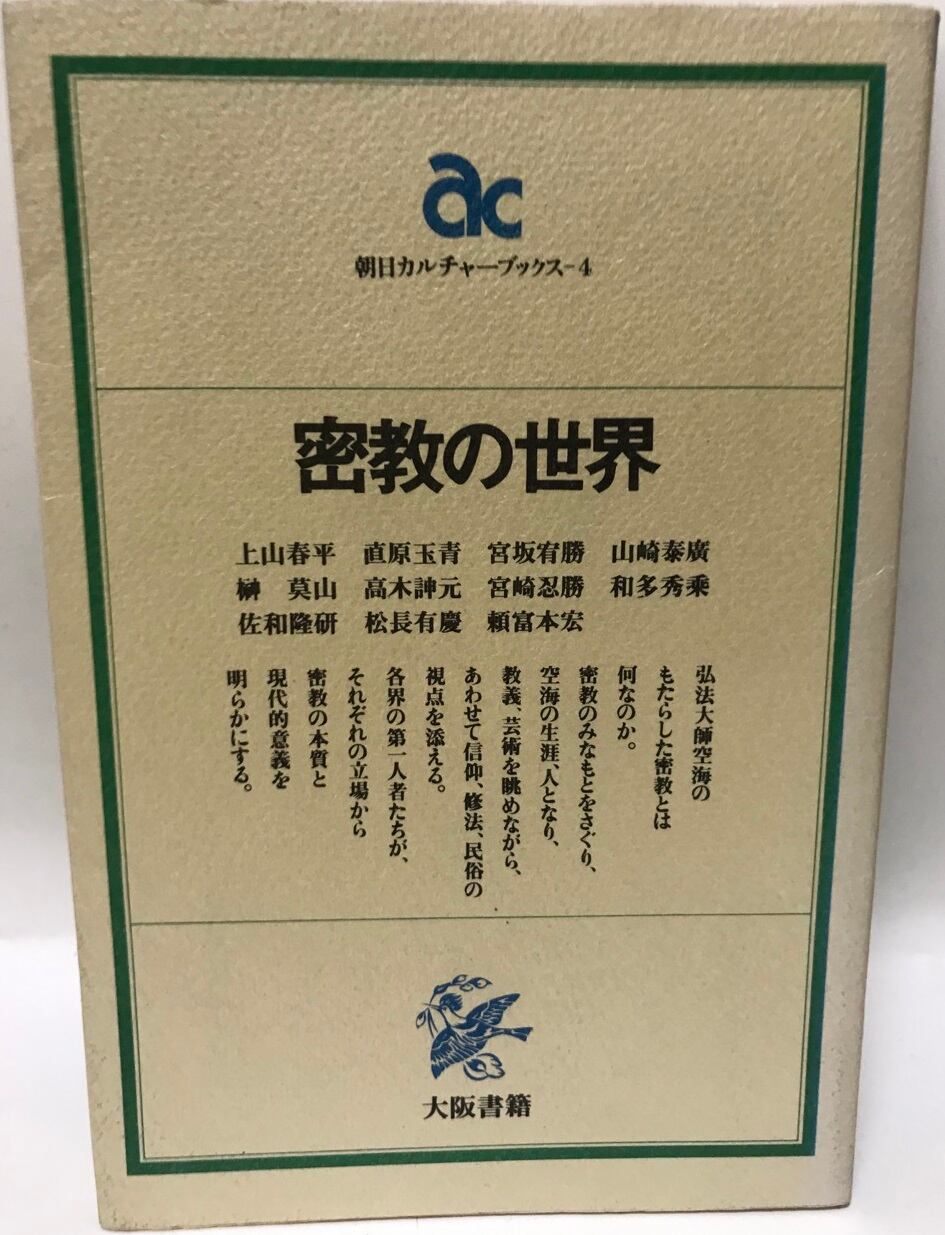 ac
朝日カルチャーブックス-4
密教の世界
上山春平 直原玉青 宮坂宥勝 山崎泰廣
榊 莫山 高木訷元 宮崎忍勝 和多秀乗
佐和隆研 松長有慶 頼富本宏
弘法大師空海の
もたらした密教とは
何なのか。
密教のみなもとをさぐり、
空海の生涯、人となり、
教義、芸術を眺めながら、
あわせて信仰、修法、民俗の
視点を添える。
各界の第一人者たちが、
それぞれの立場から
密教の本質と
現代的意義を
明らかにする。
大阪書籍